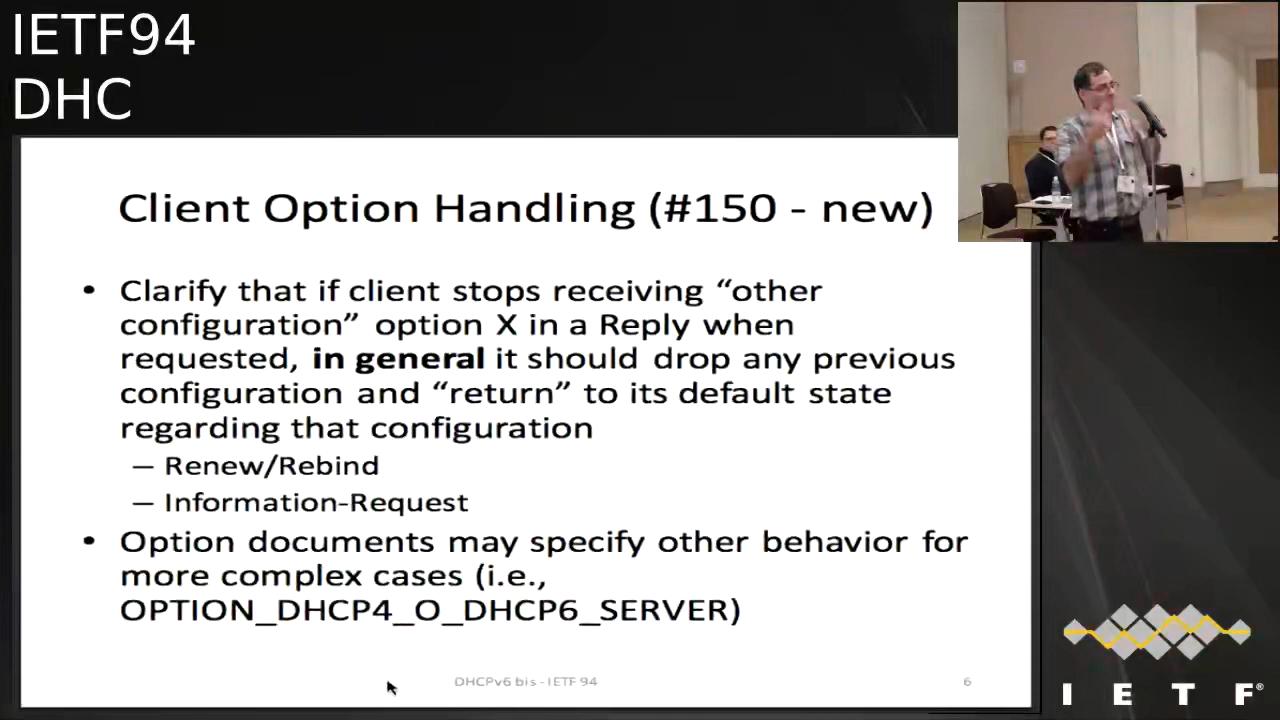 IETF94
DHC
Client Option Handling (#150 - new)
• Clarify that if client stops receiving “other
configuration” option X in a Reply when
requested, in general it should drop any previous
configuration and “return” to its default state
regarding that configuration
– Renew/Rebind
– Information-Request
• Option documents may specify other behavior for
more complex cases (i.e.,
OPTION_DHCP4_O_DHCP6_SERVER)
DHCPv6 bis - IETF 94
6
I E T F®